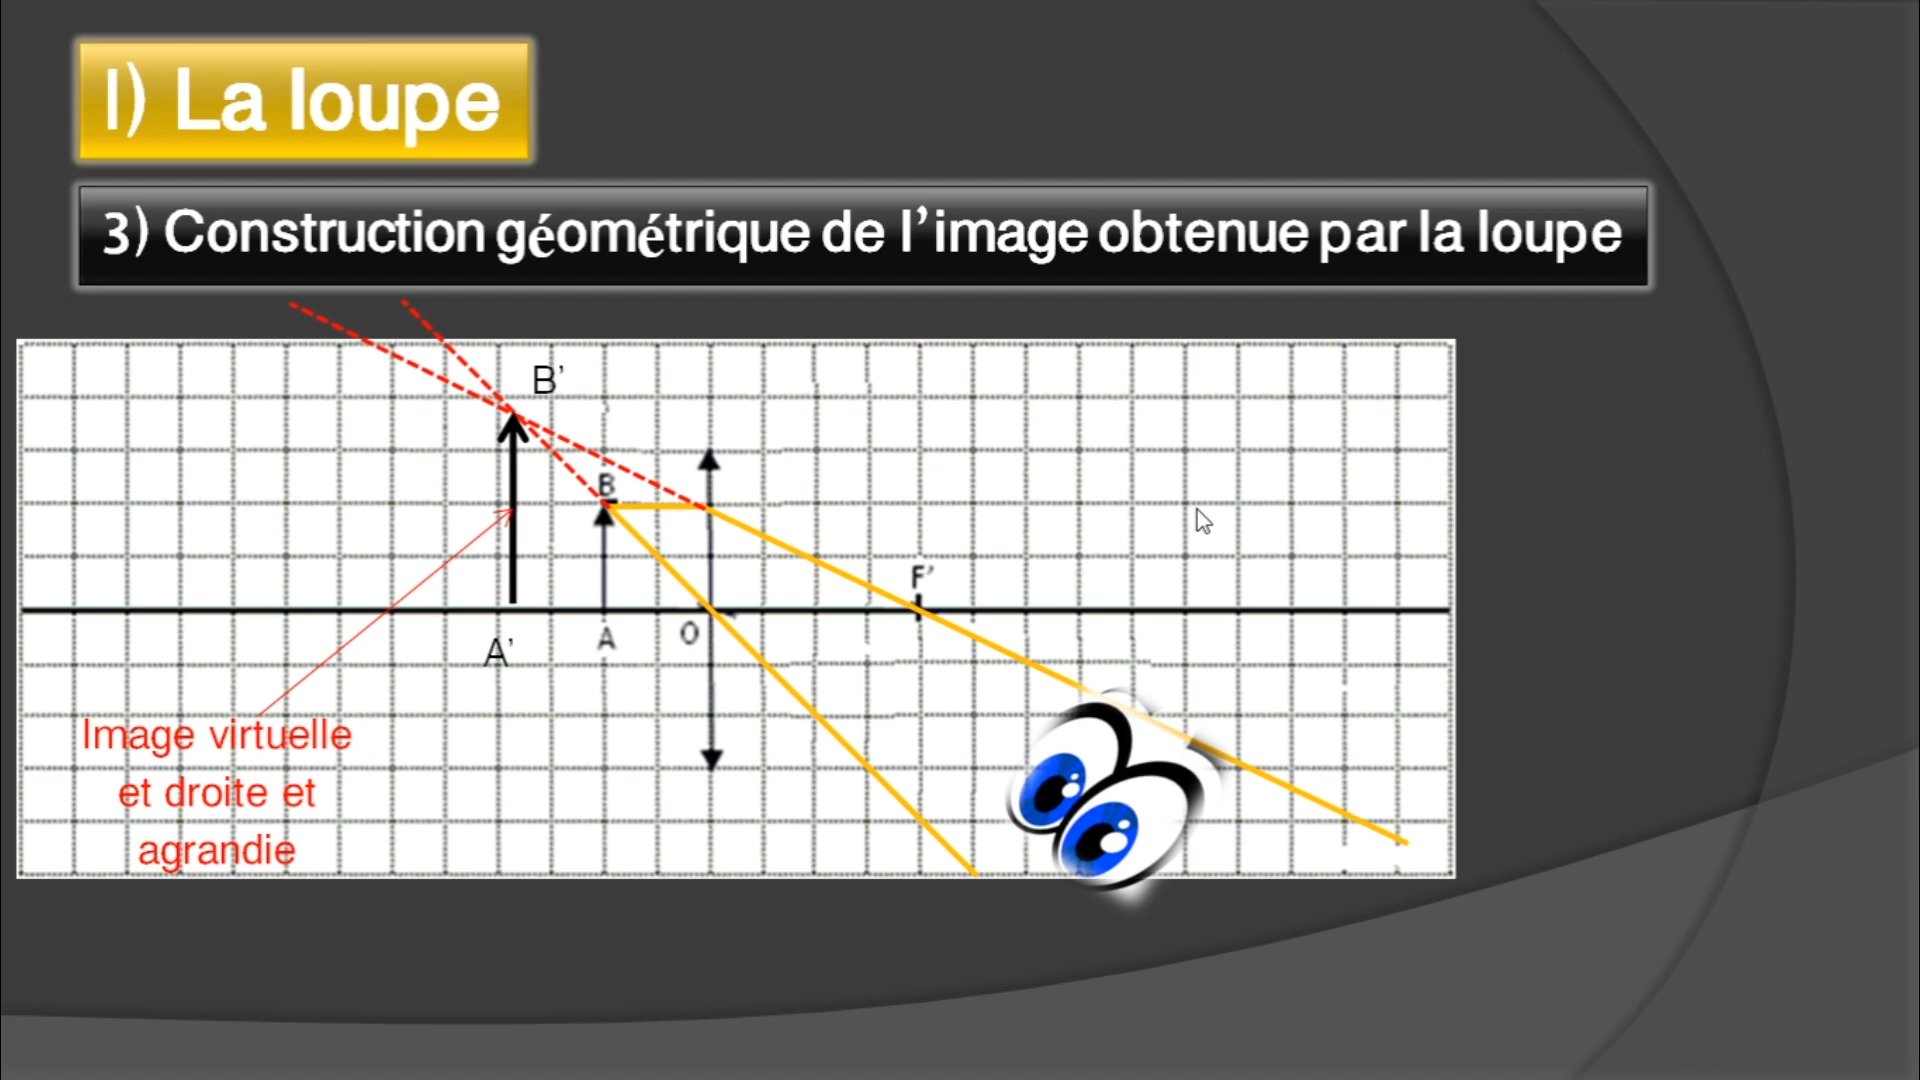 I) La loupe
3) Construction géométrique de l’image obtenue par la loupe
B’
B
F’
A’
A
O
Image virtuelle
et droite et
agrandie